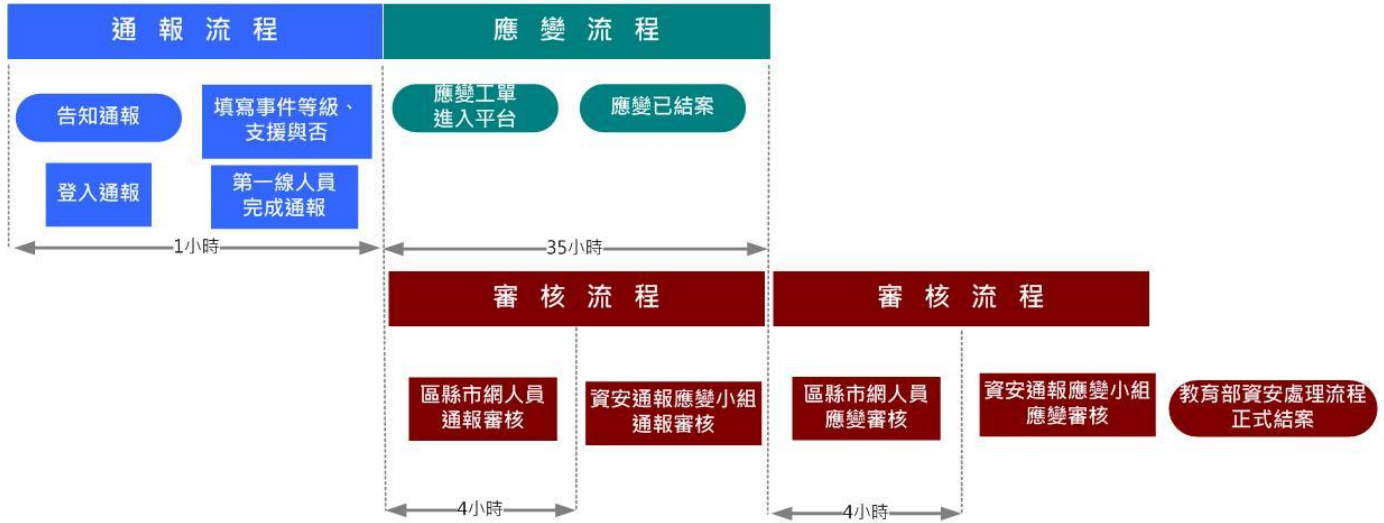 通報流程
應變流程
告知通報
填寫事件等級、
支援與否
登入通報
第一線人員
完成通報
應變工單
進入平台
應變已結案
1小時
35小時
審核流程
審核流程
區縣市網人員
通報審核
資安通報應變小組
通報審核
區縣市網人員
應變審核
資安通報應變小組
應變審核
教育部資安處理流程
正式結案
4小時
4小時